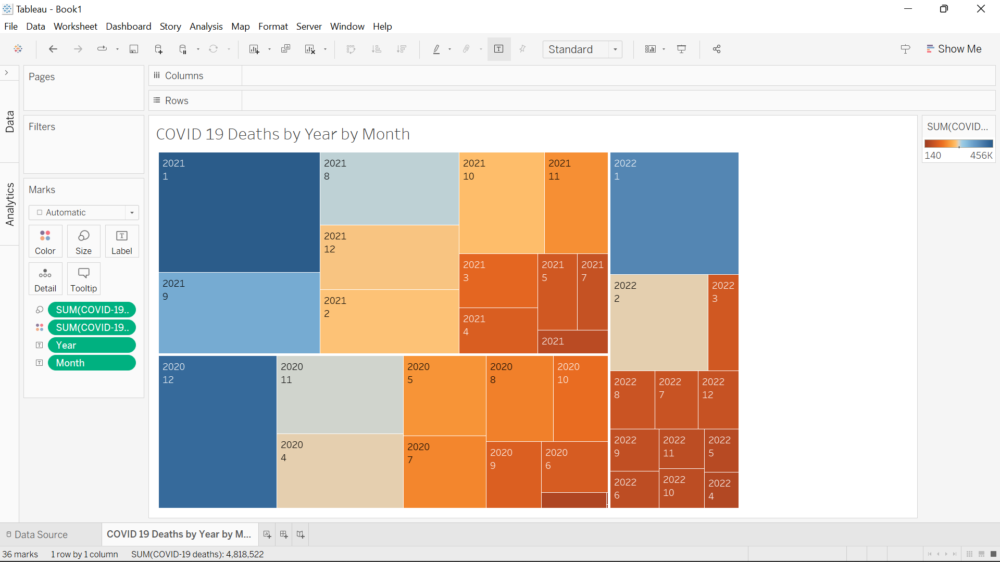 Tableau - Book1
File Data Worksheet Dashboard Story Analysis Map Format Server Window Help
Standard
Show Me
Pages
Columns
Rows
Data
Analytics
Filters
Marks
Automatic
Color Size Label
Detail Tooltip
SUM(COVID-19..
SUM(COVID-19..
Year
Month
COVID 19 Deaths by Year by Month
2021
1
2021
8
2021
10
2021
11
2022
1
2021
12
2021
9
2021
2
2021
3
2021
5
2021
7
2021
4
2021
2022
2
2022
3
2020
12
2020
11
2020
5
2020
8
2020
10
2020
4
2020
7
2020
9
2020
6
2022
8
2022
7
2022
12
2022
9
2022
11
2022
5
2022
6
2022
10
2022
4
SUM(COVID...
140 456K
Data Source
COVID 19 Deaths by Year by M...
36 marks 1 row by 1 column SUM(COVID-19 deaths): 4,818,522